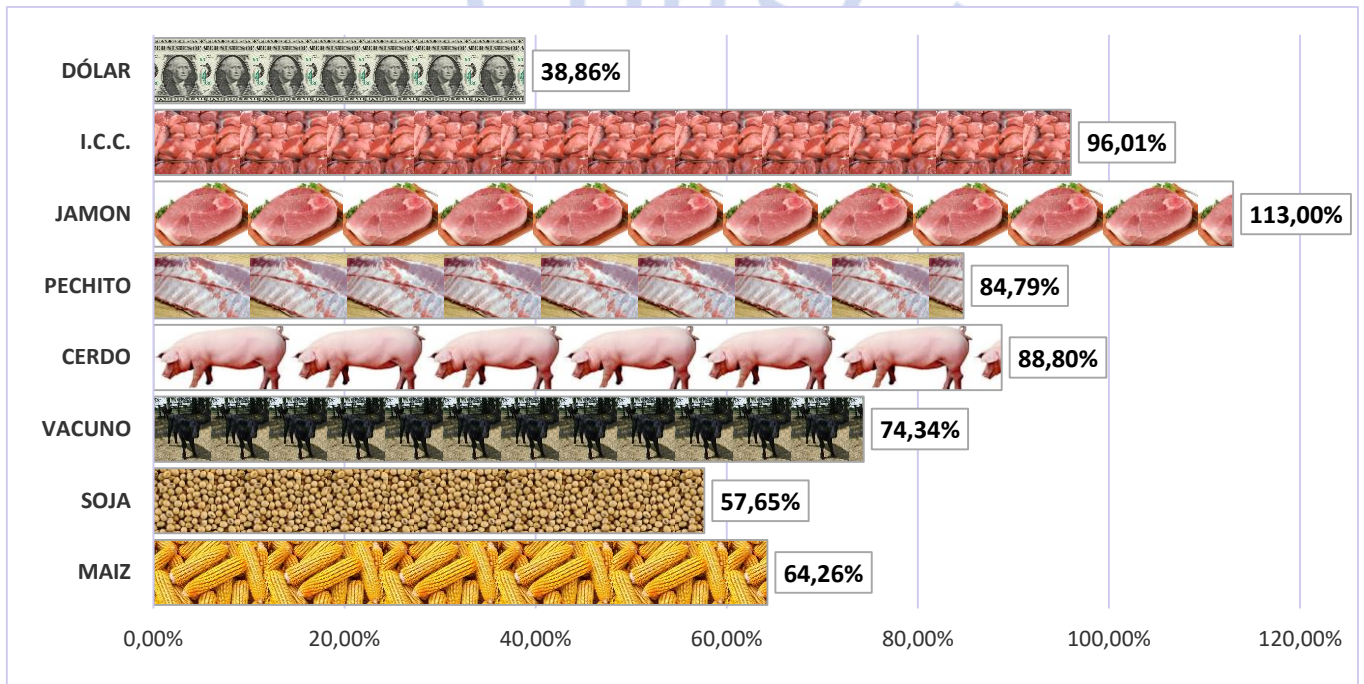 DÓLAR 38,86%
I.C.C. 96,01%
JAMON 113,00%
PECHITO 84,79%
CERDO 88,80%
VACUNO 74,34%
SOJA 57,65%
MAIZ 64,26%
0,00% 20,00% 40,00% 60,00% 80,00% 100,00% 120,00%